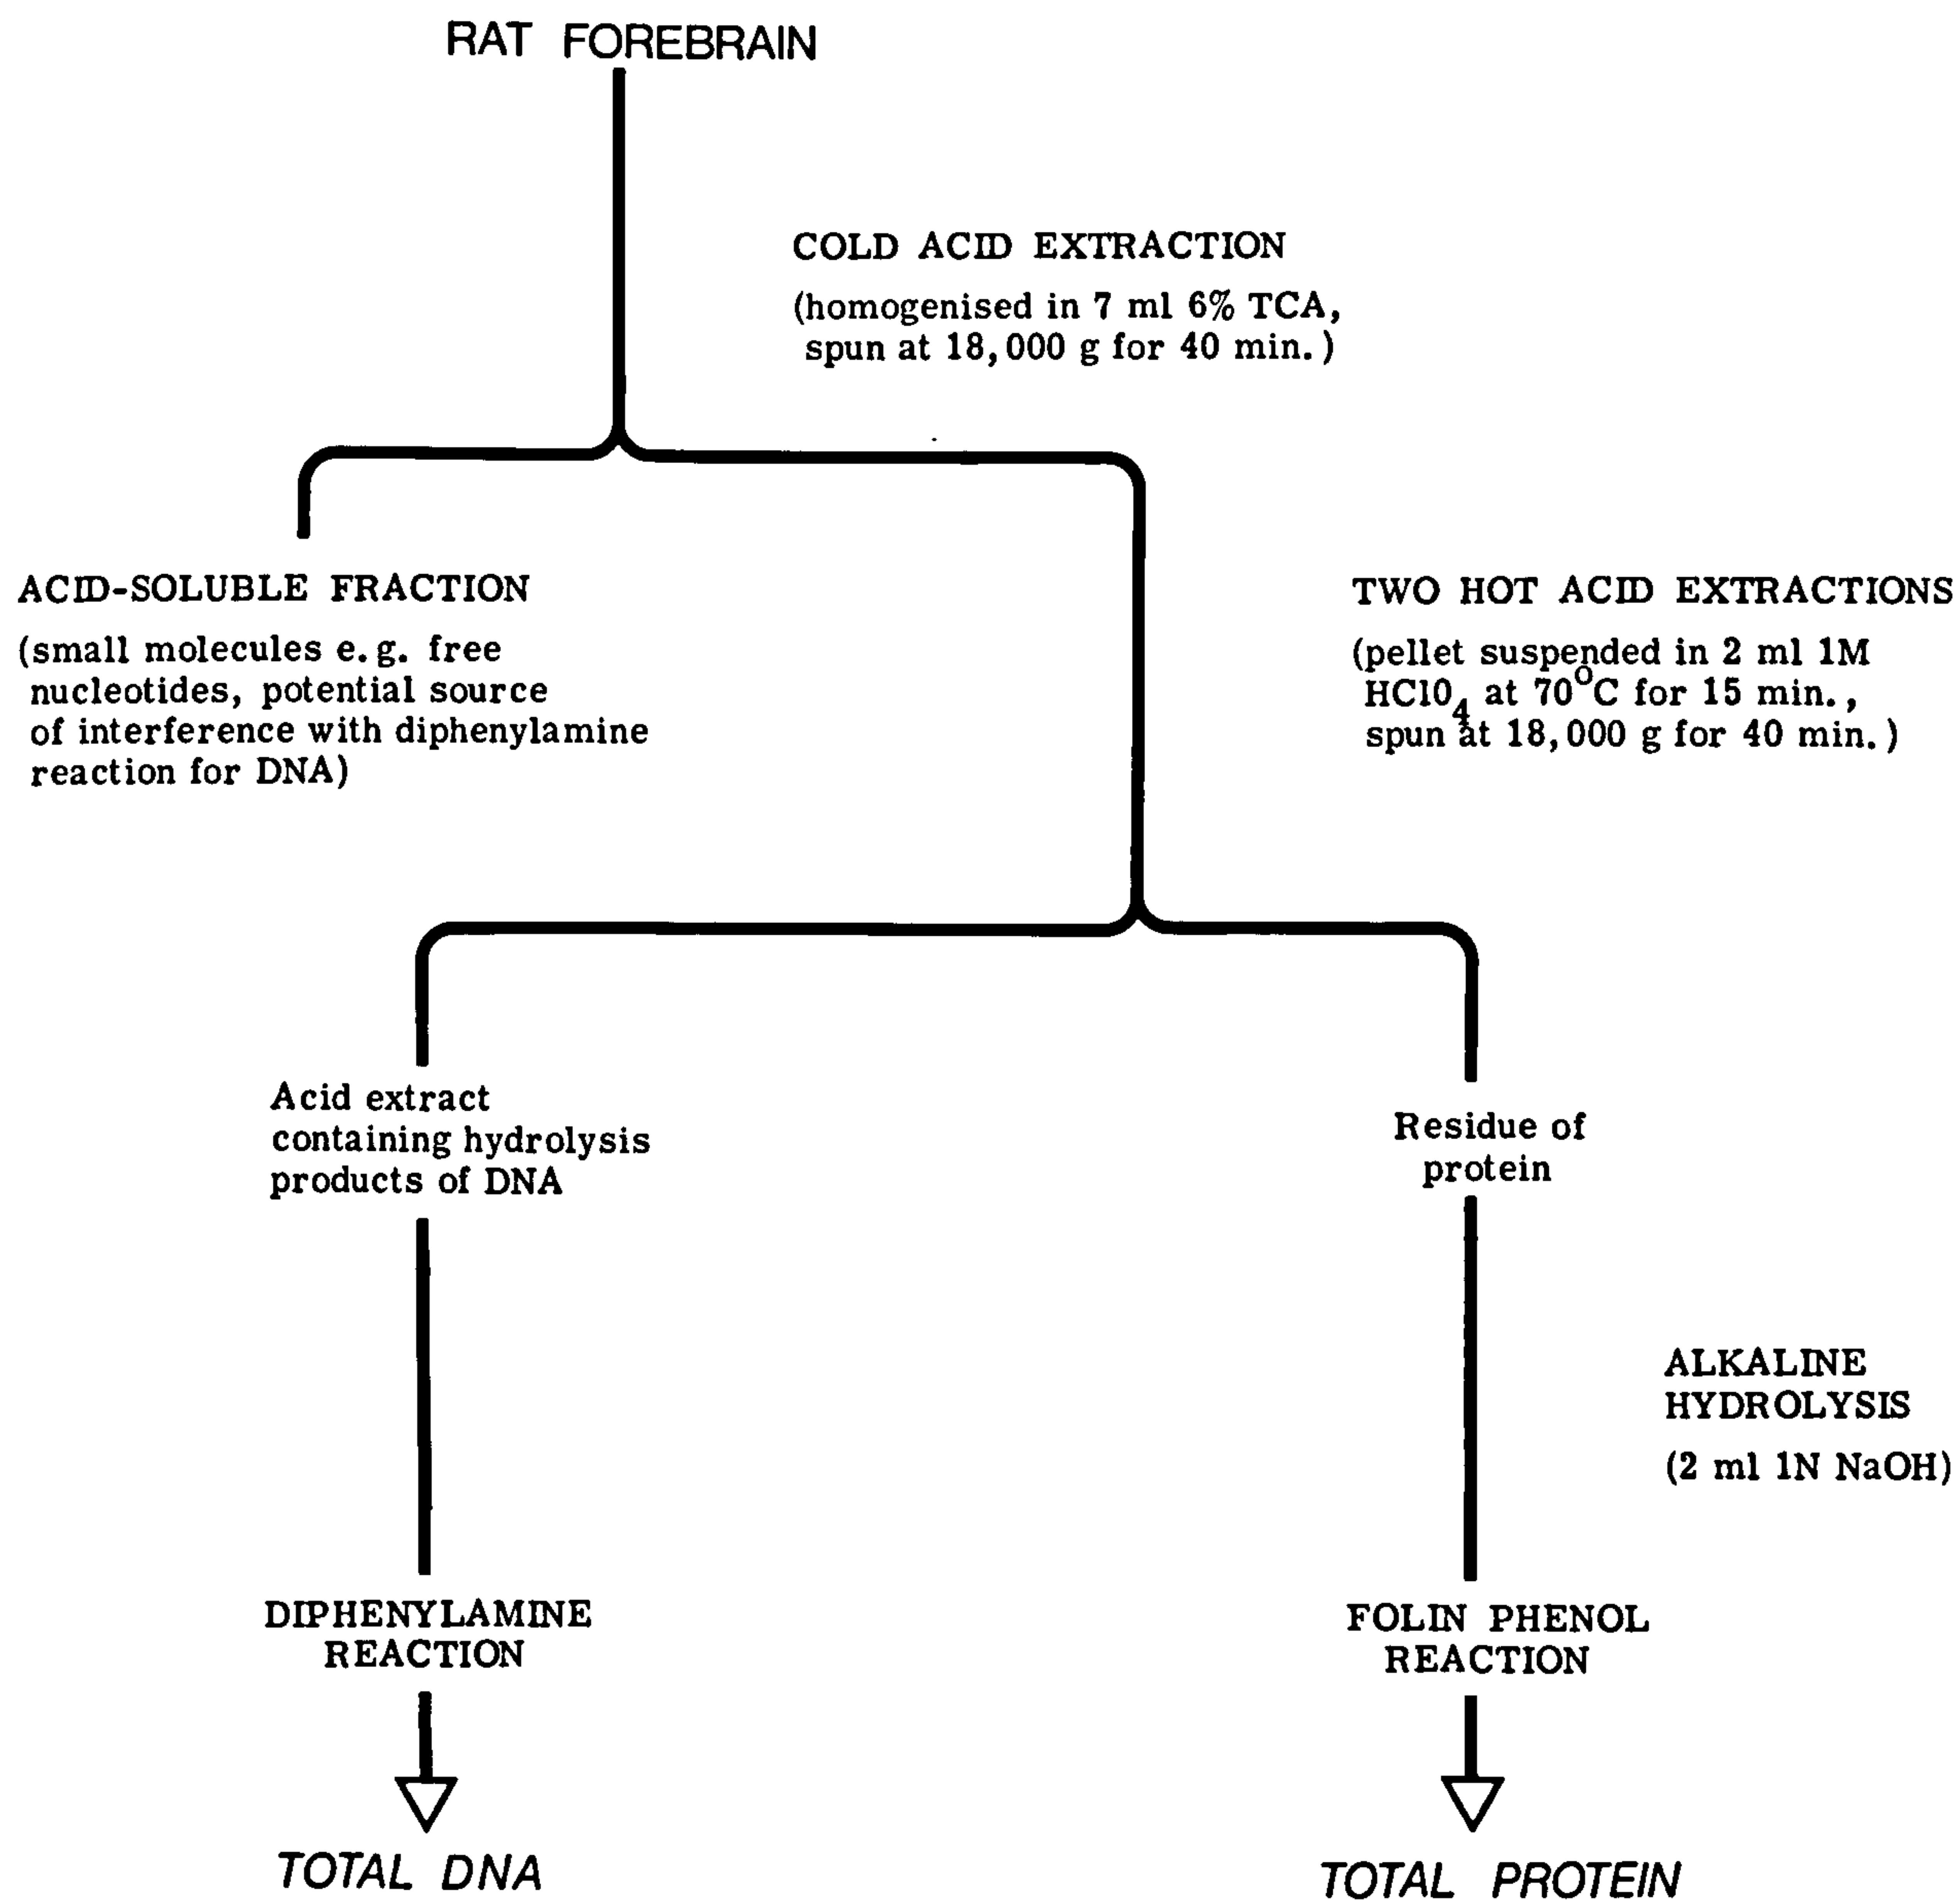 RAT FOREBRAIN
COLD ACID EXTRACTION
(homogenised in 7 ml 6% TCA,
spun at 18,000 g for 40 min.)
ACID-SOLUBLE FRACTION
(small molecules e.g. free
nucleotides, potential source
of interference with diphenylamine
reaction for DNA)
TWO HOT ACID EXTRACTIONS
(pellet suspended in 2 ml 1M
HClO₄ at 70°C for 15 min.,
spun at 18,000 g for 40 min.)
Acid extract
containing hydrolysis
products of DNA
Residue of
protein
ALKALINE
HYDROLYSIS
(2 ml 1N NaOH)
DIPHENYLAMINE
REACTION
FOLIN PHENOL
REACTION
TOTAL DNA
TOTAL PROTEIN